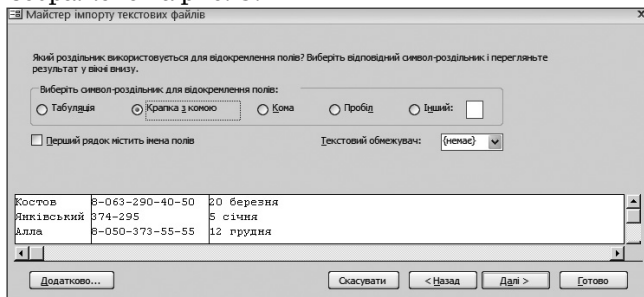 Майстер імпорту текстових файлів
Який роздільник використовується для відокремлення полів? Виберіть відповідний символ-роздільник і перегляньте
результат у вікні внизу.
Виберіть символ-роздільник для відокремлення полів:
Табуляція Крапка з комою Кома Пробіл Інший:
Перший рядок містить імена полів Текстовий обмежувач: {немає}
Костов 8-063-290-40-50 20 березня
Янківський 374-295 5 січня
Алла 8-050-373-55-55 12 грудня
Додатково... Скасувати < Назад Далі > Готово